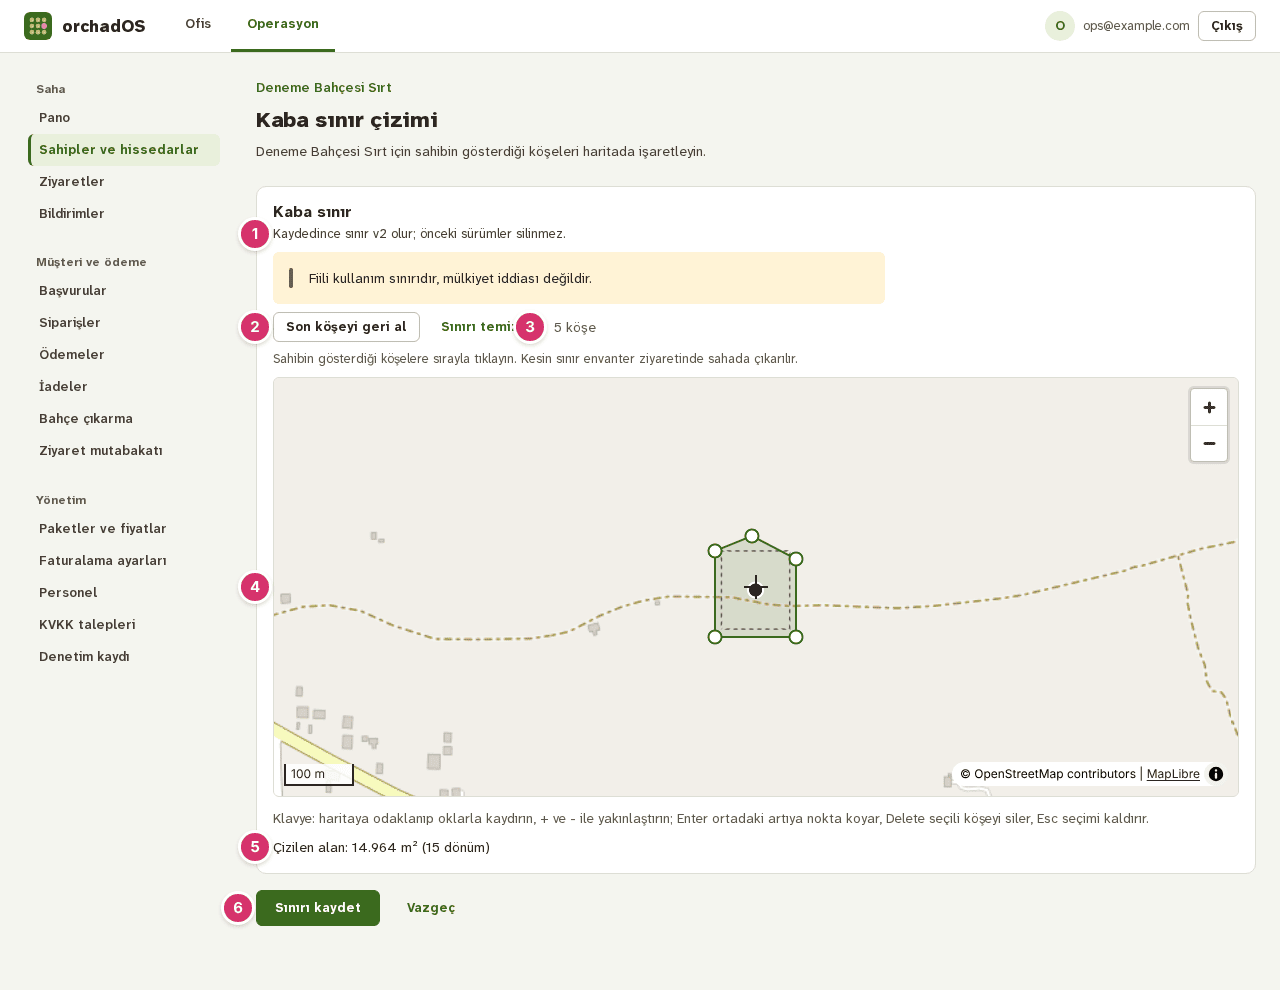 orchadOS
Ofis
Operasyon
O
ops@example.com
Çıkış
Saha
Pano
Sahipler ve hissedarlar
Ziyaretler
Bildirimler
Müşteri ve ödeme
Başvurular
Siparişler
Ödemeler
İadeler
Bahçe çıkarma
Ziyaret mutabakatı
Yönetim
Paketler ve fiyatlar
Faturalama ayarları
Personel
KVKK talepleri
Denetim kaydı
Deneme Bahçesi Sırt
Kaba sınır çizimi
Deneme Bahçesi Sırt için sahibin gösterdiği köşeleri haritada işaretleyin.
Kaba sınır
1 Kaydedince sınır v2 olur; önceki sürümler silinmez.
Fiili kullanım sınırıdır, mülkiyet iddiası değildir.
2 Son köşeyi geri al Sınırı 3 5 köşe
Sahibin gösterdiği köşelere sırayla tıklayın. Kesin sınır envanter ziyaretinde sahada çıkarılır.
+
−
4
100 m
© OpenStreetMap contributors | MapLibre
Klavye: haritaya odaklanıp oklarla kaydırın, + ve - ile yakınlaştırın; Enter ortadaki artıya nokta koyar, Delete seçili köşeyi siler, Esc seçimi kaldırır.
5 Çizilen alan: 14.964 m² (15 dönüm)
6 Sınırı kaydet Vazgeç